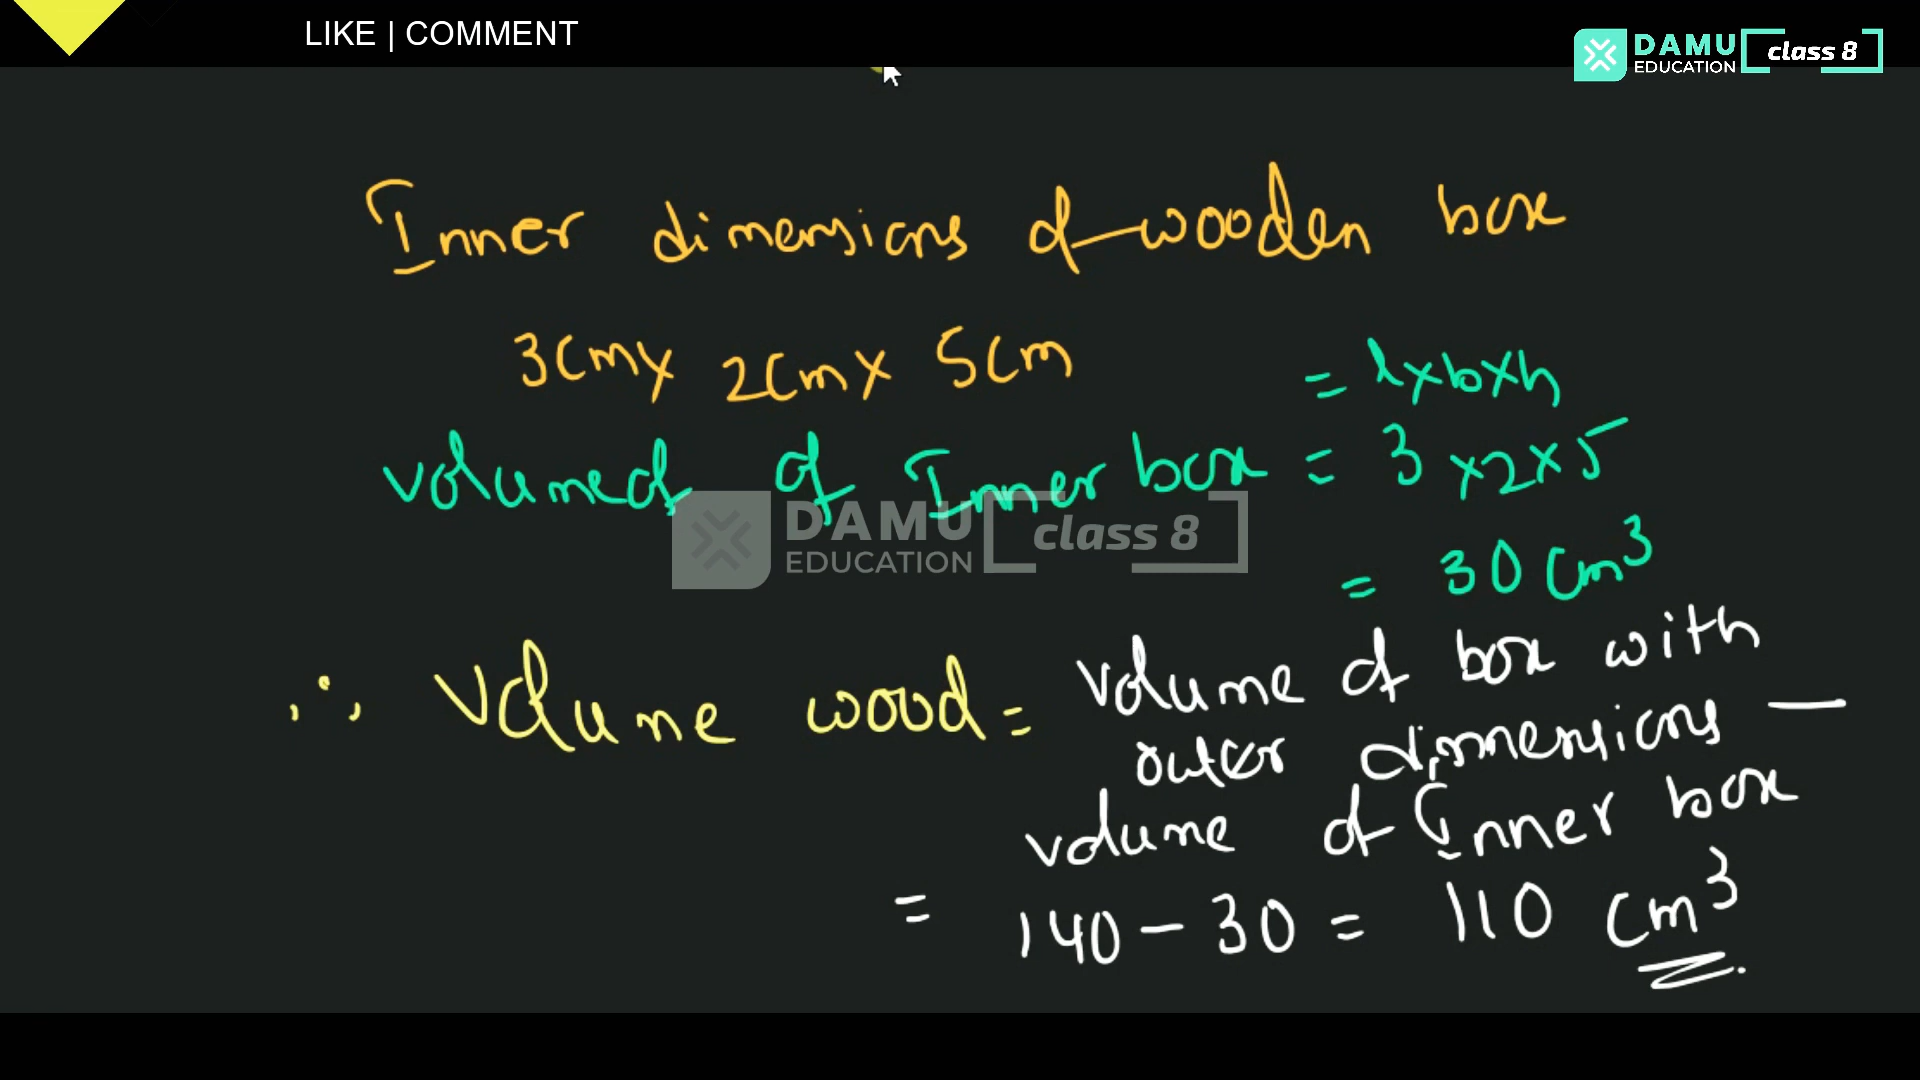 LIKE | COMMENT
DAMU EDUCATION class 8
Inner dimensions of wooden box
3cm x 2cm x 5cm
= l x b x h
volumed of Inner box = 3 x 2 x 5
DAMU EDUCATION class 8
= 30 cm³
∴ Volume wood = volume of box with
outer dimmensions —
volume of Inner box
= 140 - 30 = 110 cm³